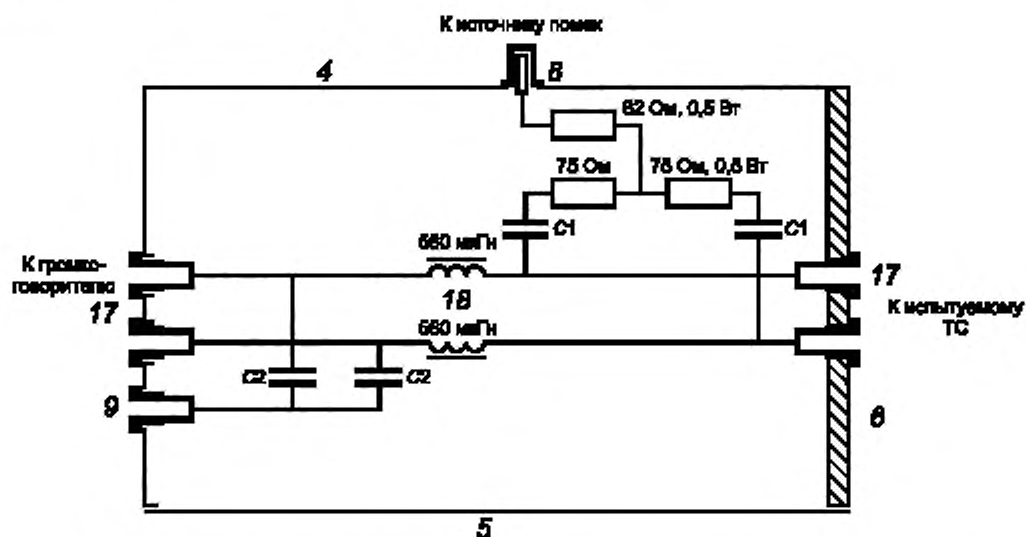 К источнику помех
4
8
62 Ом, 0,5 Вт
75 Ом
75 Ом, 0,5 Вт
C1
C1
560 мкГн
К громко-
говорителю
17
18
17
560 мкГн
К испытуемому
ТС
C2
C2
9
6
5